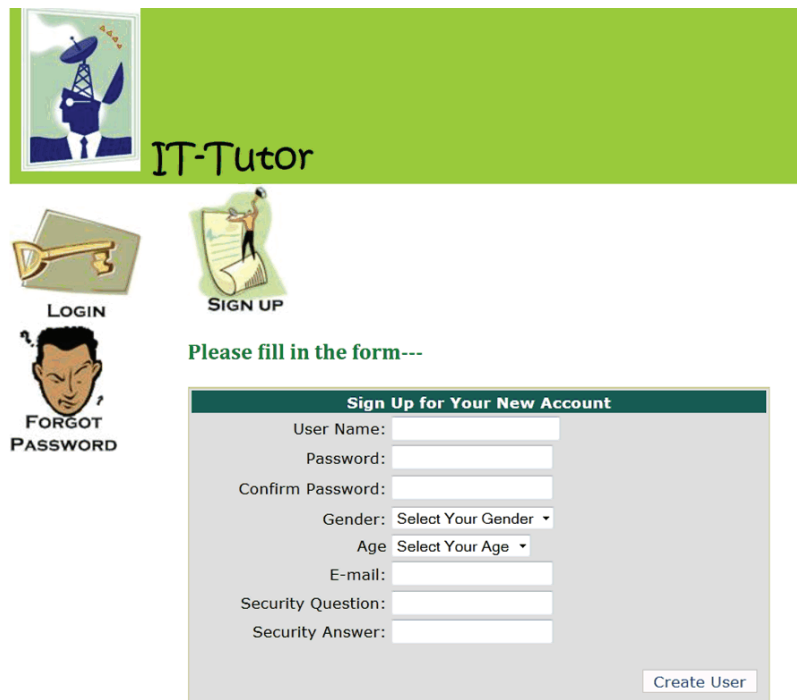 IT-Tutor
LOGIN
SIGN UP
FORGOT
PASSWORD
Please fill in the form---
Sign Up for Your New Account
User Name:
Password:
Confirm Password:
Gender: Select Your Gender
Age Select Your Age
E-mail:
Security Question:
Security Answer:
Create User